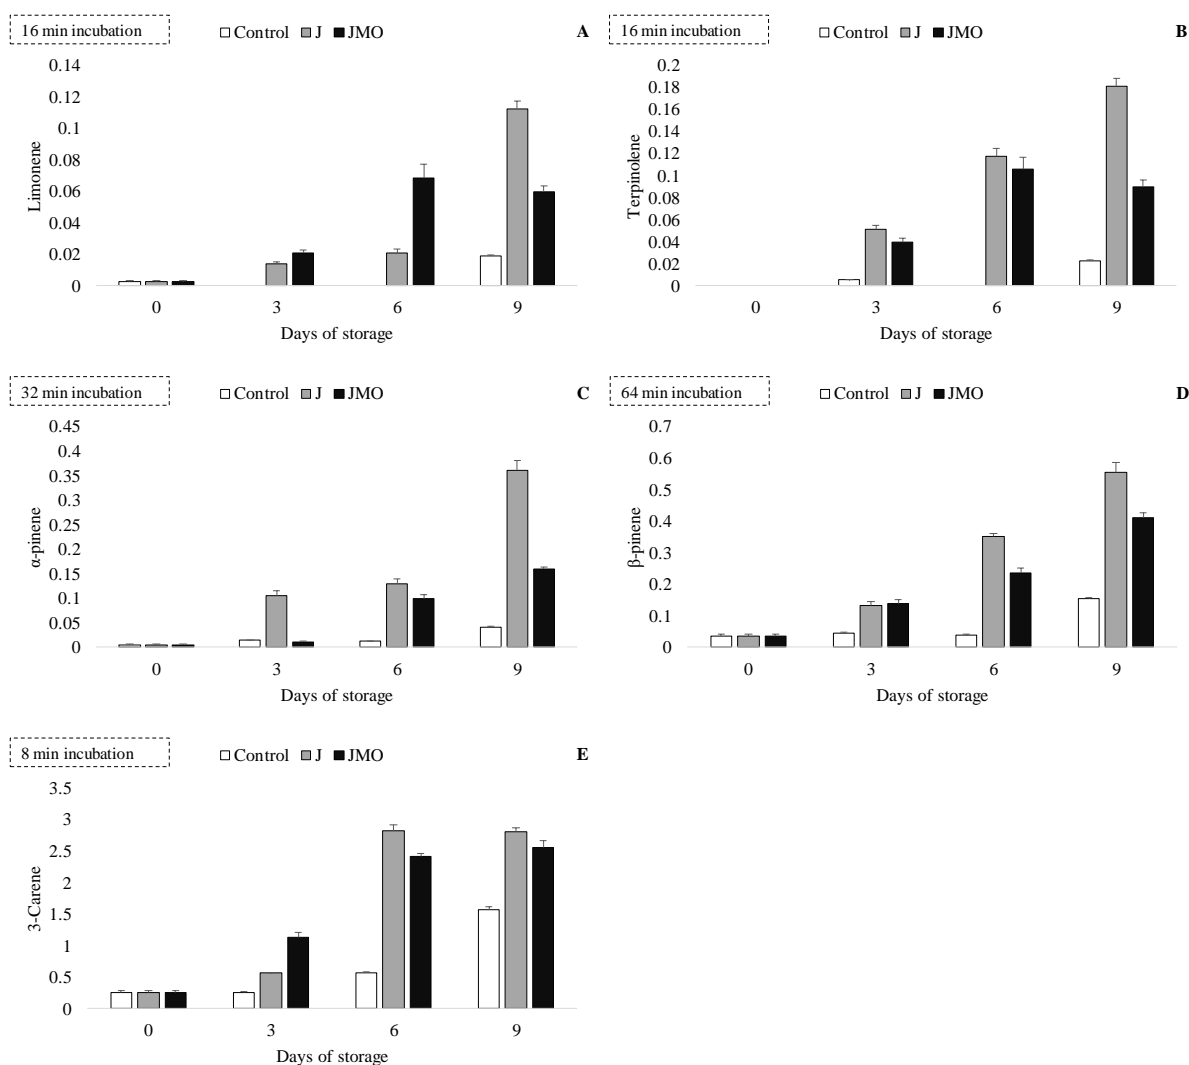 16 min incubation
Control J JMO
A
0.14
0.12
0.1
0.08
0.06
0.04
0.02
0
Limonene
0 3 6 9
Days of storage
16 min incubation
Control J JMO
B
0.2
0.18
0.16
0.14
0.12
0.1
0.08
0.06
0.04
0.02
0
Terpinolene
0 3 6 9
Days of storage
32 min incubation
Control J JMO
C
0.45
0.4
0.35
0.3
0.25
0.2
0.15
0.1
0.05
0
α-pinene
0 3 6 9
Days of storage
64 min incubation
Control J JMO
D
0.7
0.6
0.5
0.4
0.3
0.2
0.1
0
β-pinene
0 3 6 9
Days of storage
8 min incubation
Control J JMO
E
3.5
3
2.5
2
1.5
1
0.5
0
3-Carene
0 3 6 9
Days of storage